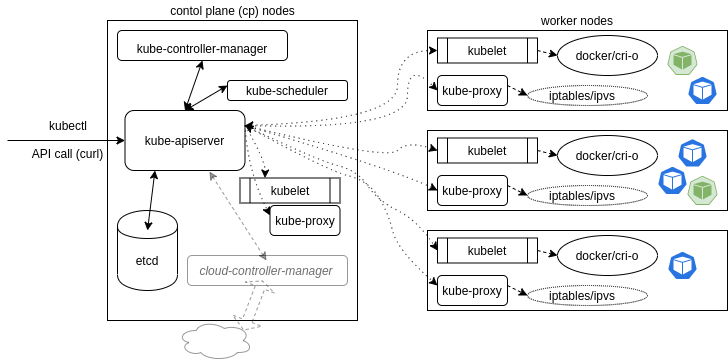 contol plane (cp) nodes
worker nodes
kube-controller-manager
kube-scheduler
kubectl
API call (curl)
kube-apiserver
kubelet
kube-proxy
etcd
cloud-controller-manager
kubelet
docker/cri-o
kube-proxy
iptables/ipvs
kubelet
docker/cri-o
kube-proxy
iptables/ipvs
kubelet
docker/cri-o
kube-proxy
iptables/ipvs